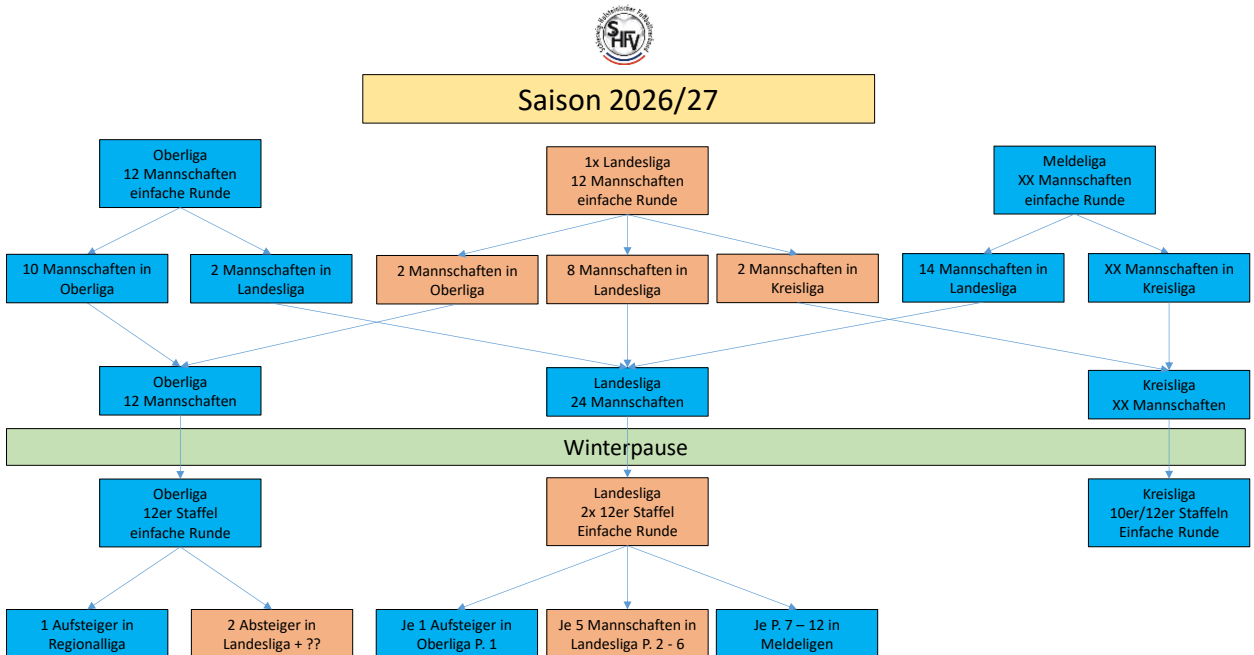 Schleswig-Holsteinischer Fußballverband
SHFV
Saison 2026/27
Oberliga
12 Mannschaften
einfache Runde
1x Landesliga
12 Mannschaften
einfache Runde
Meldeliga
XX Mannschaften
einfache Runde
10 Mannschaften in
Oberliga
2 Mannschaften in
Landesliga
2 Mannschaften in
Oberliga
8 Mannschaften in
Landesliga
2 Mannschaften in
Kreisliga
14 Mannschaften in
Landesliga
XX Mannschaften in
Kreisliga
Oberliga
12 Mannschaften
Landesliga
24 Mannschaften
Kreisliga
XX Mannschaften
Winterpause
Oberliga
12er Staffel
einfache Runde
Landesliga
2x 12er Staffel
Einfache Runde
Kreisliga
10er/12er Staffeln
Einfache Runde
1 Aufsteiger in
Regionalliga
2 Absteiger in
Landesliga + ??
Je 1 Aufsteiger in
Oberliga P. 1
Je 5 Mannschaften in
Landesliga P. 2 - 6
Je P. 7 – 12 in
Meldeligen